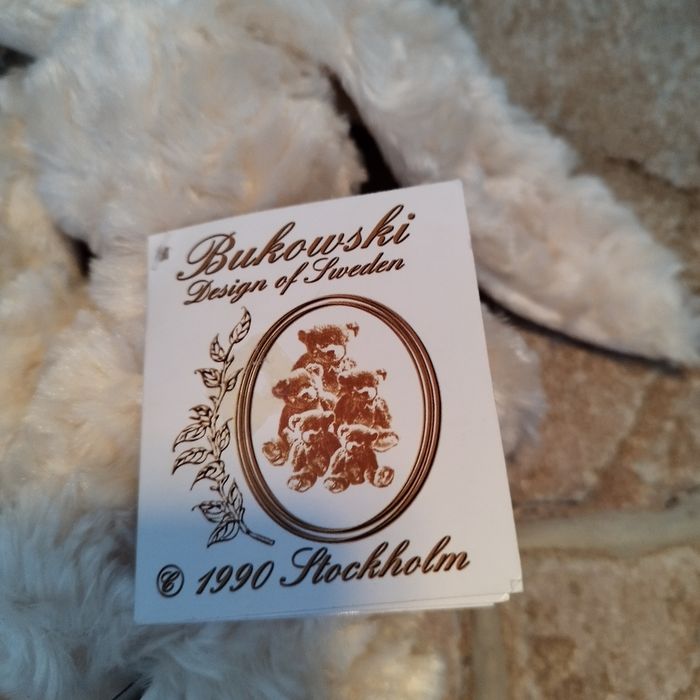 Bukowski
Design of Sweden
© 1990 Stockholm